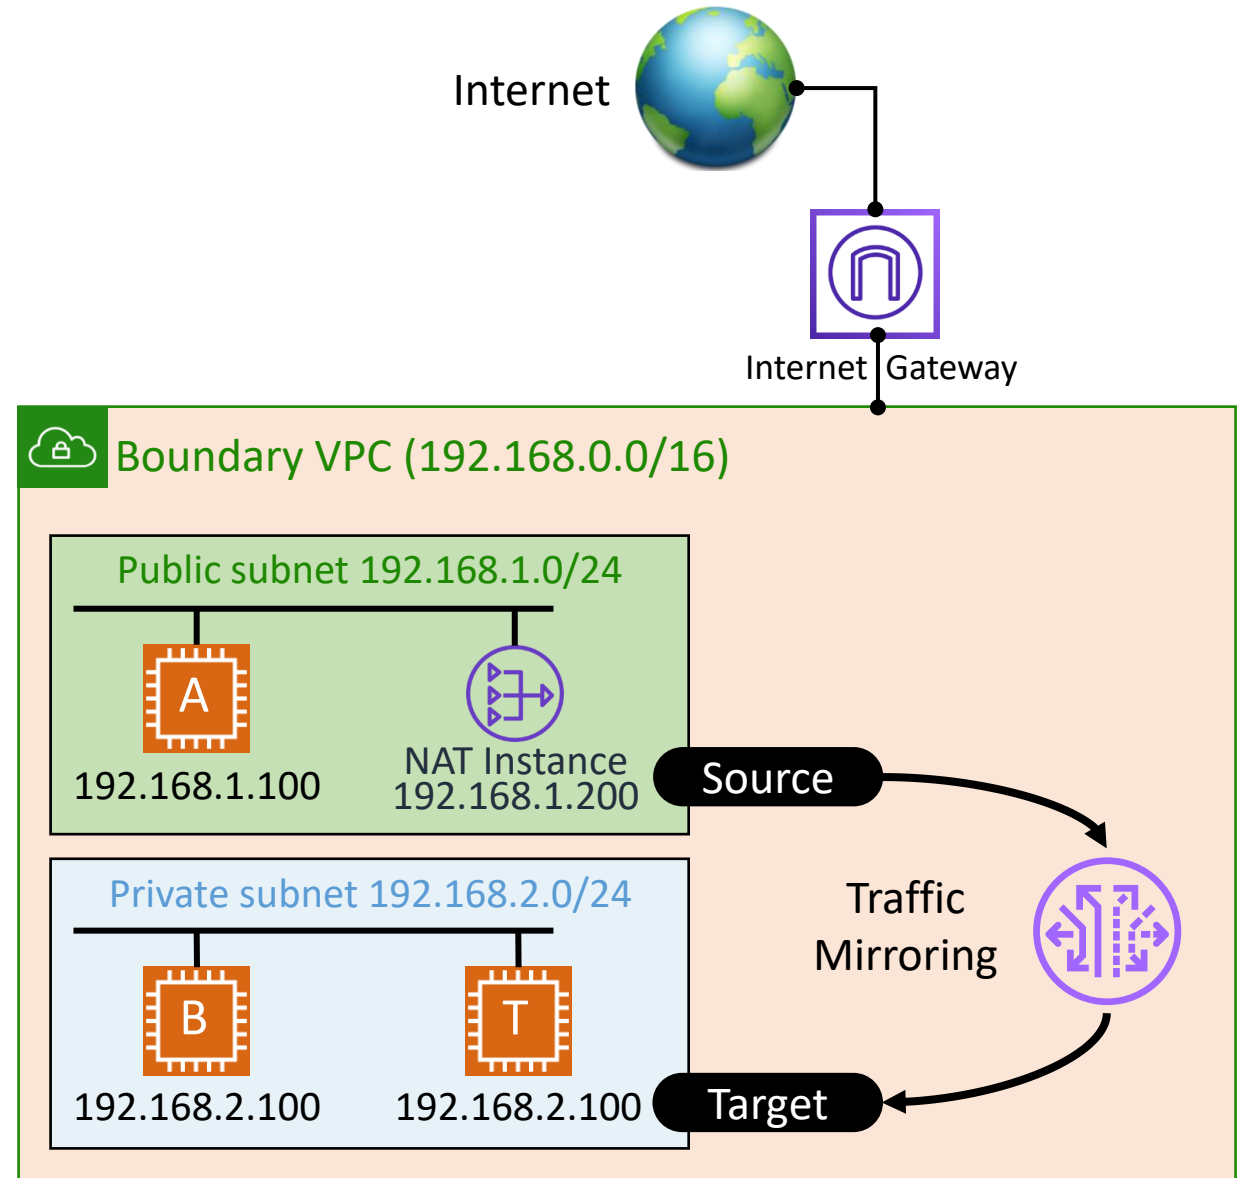 Internet
Internet Gateway
Boundary VPC (192.168.0.0/16)
Public subnet 192.168.1.0/24
A
192.168.1.100
NAT Instance
192.168.1.200
Source
Traffic
Mirroring
Private subnet 192.168.2.0/24
B
192.168.2.100
T
192.168.2.100
Target